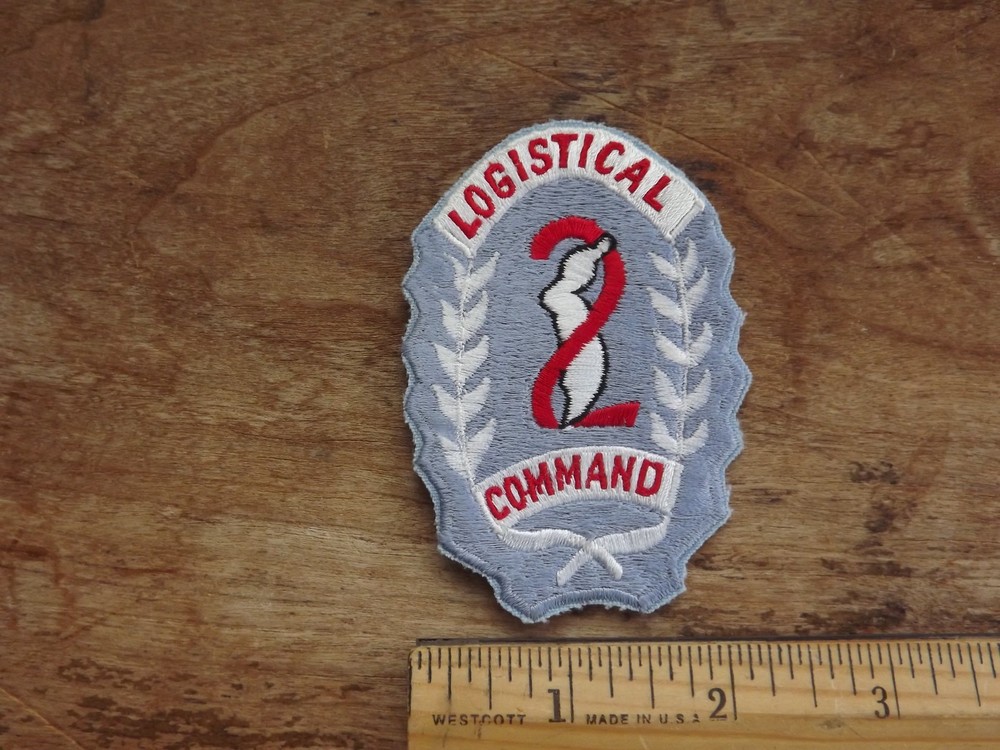 LOGISTICAL
2
COMMAND
1 2 3
WESTCOTT MADE IN U.S.A